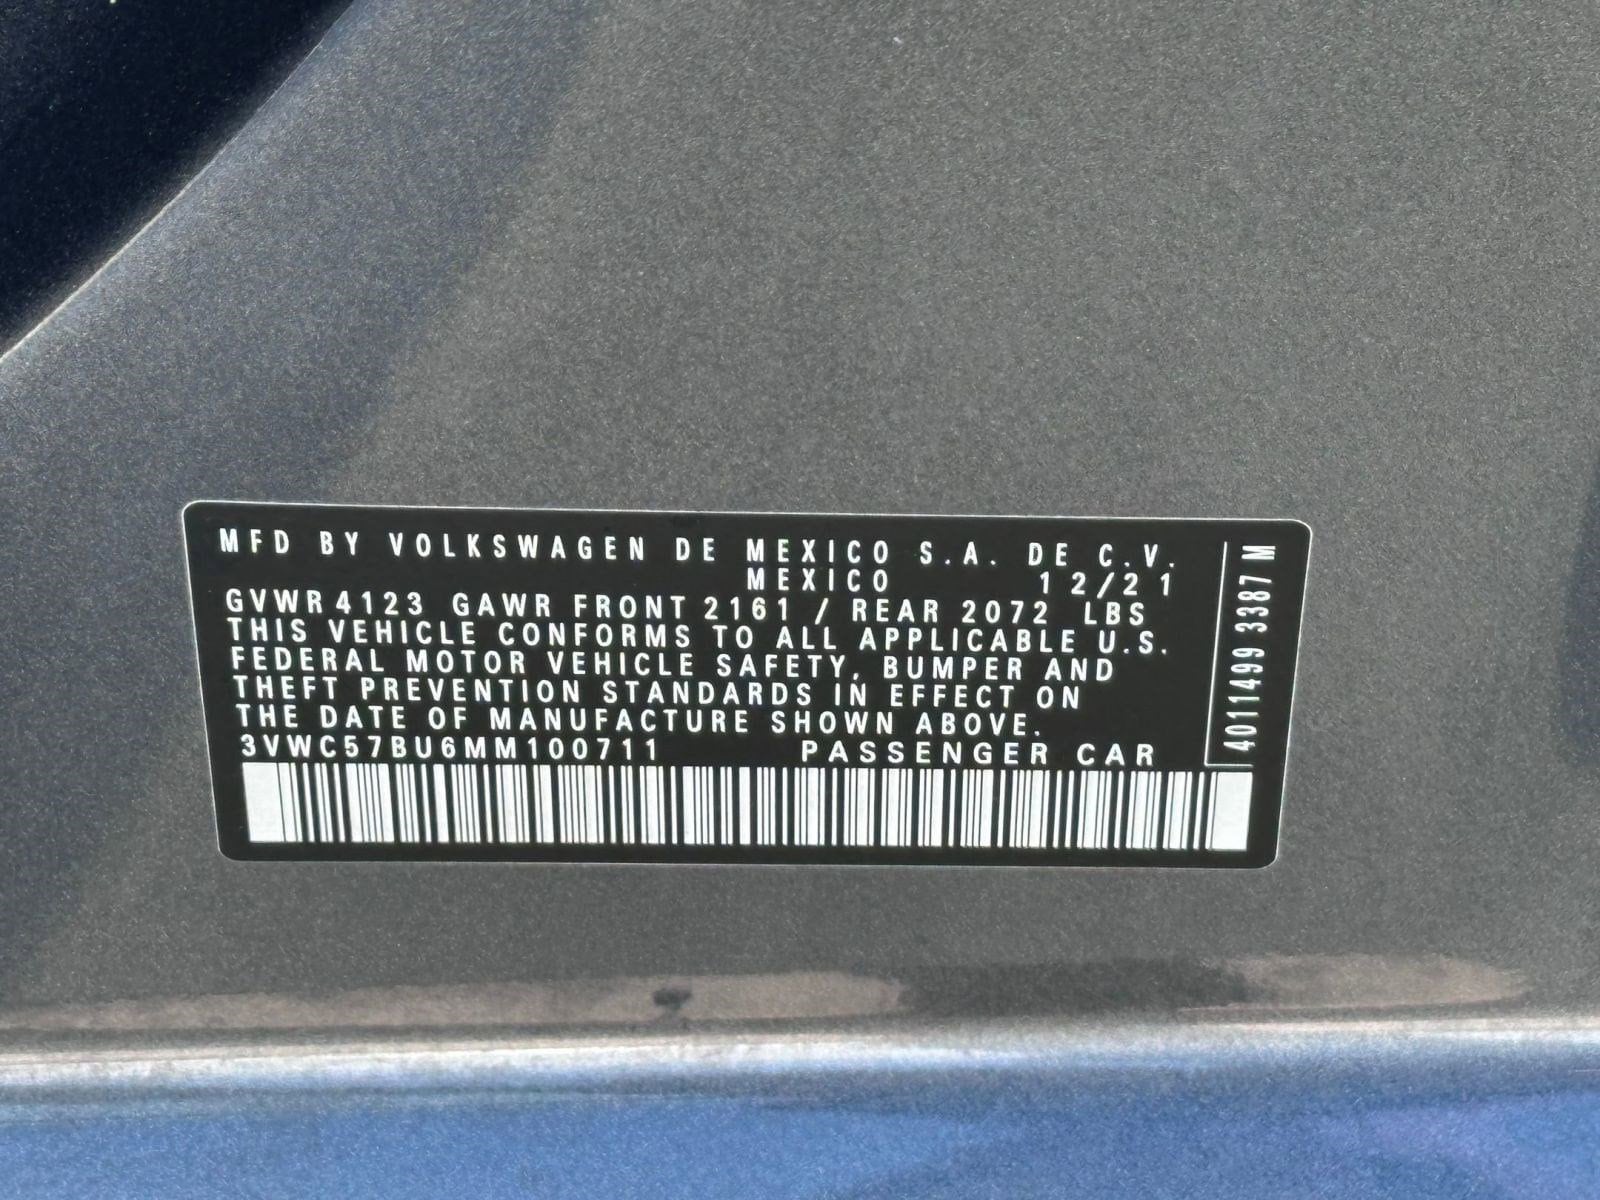 MFD BY VOLKSWAGEN DE MEXICO S.A. DE C.V.
MEXICO 12/21
GVWR 4123 GAWR FRONT 2161 / REAR 2072 LBS
THIS VEHICLE CONFORMS TO ALL APPLICABLE U.S.
FEDERAL MOTOR VEHICLE SAFETY, BUMPER AND
THEFT PREVENTION STANDARDS IN EFFECT ON
THE DATE OF MANUFACTURE SHOWN ABOVE.
3VWC57BU6MM100711 PASSENGER CAR
4011499 3387 M